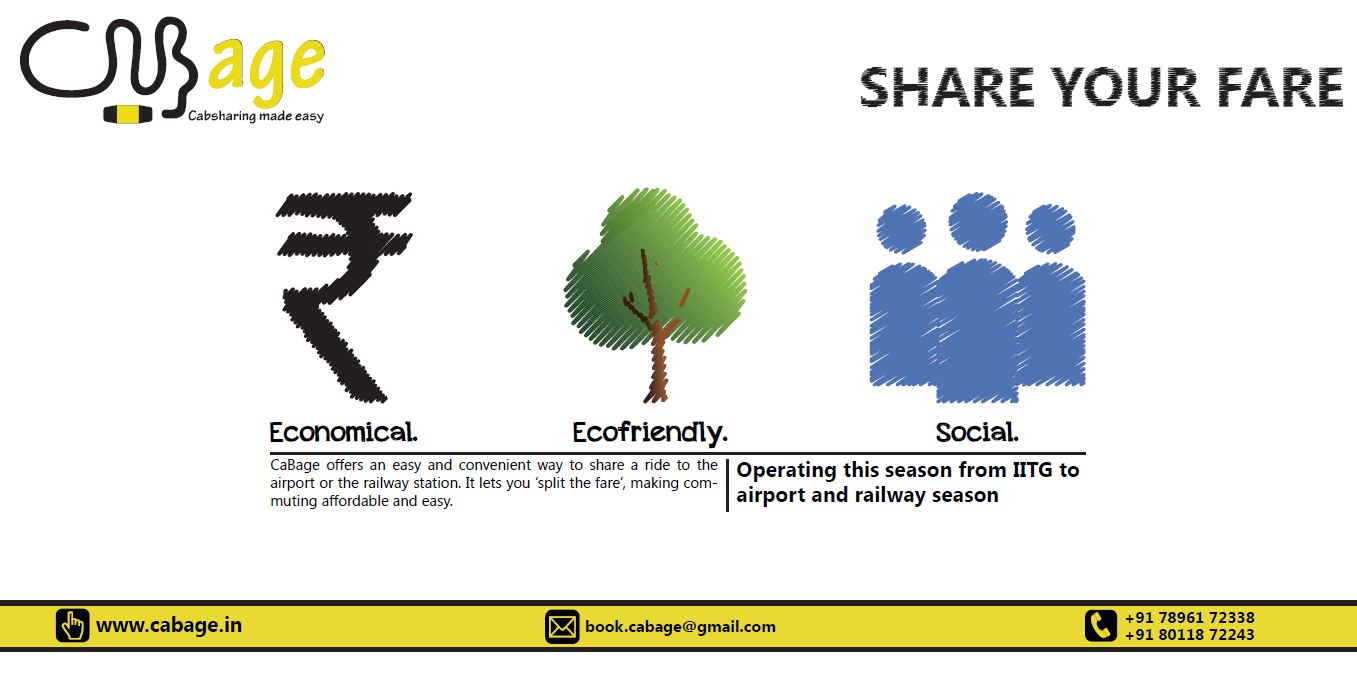 CaBage
Cabsharing made easy
SHARE YOUR FARE
₹
Economical.
Ecofriendly.
Social.
CaBage offers an easy and convenient way to share a ride to the
airport or the railway station. It lets you ‘split the fare’, making com-
muting affordable and easy.
Operating this season from IITG to
airport and railway season
www.cabage.in
book.cabage@gmail.com
+91 78961 72338
+91 80118 72243